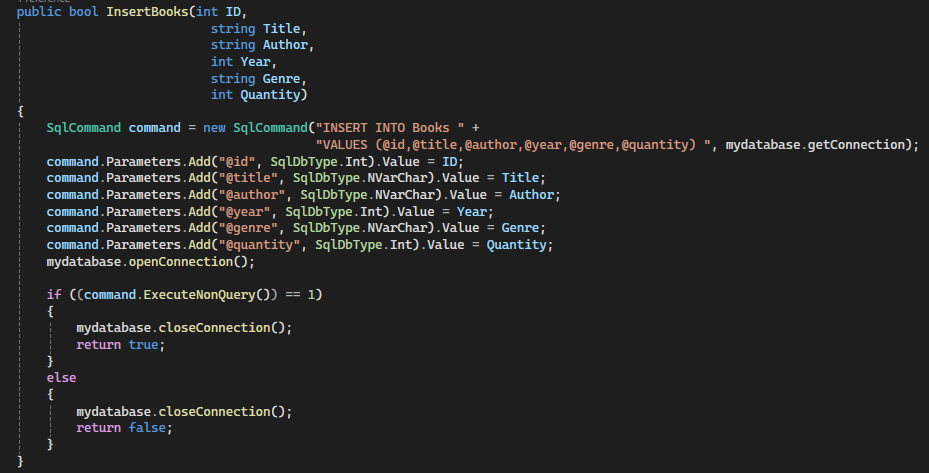 public bool InsertBooks(int ID,
string Title,
string Author,
int Year,
string Genre,
int Quantity)
{
SqlCommand command = new SqlCommand("INSERT INTO Books " +
"VALUES (@id,@title,@author,@year,@genre,@quantity) ", mydatabase.getConnection);
command.Parameters.Add("@id", SqlDbType.Int).Value = ID;
command.Parameters.Add("@title", SqlDbType.NVarChar).Value = Title;
command.Parameters.Add("@author", SqlDbType.NVarChar).Value = Author;
command.Parameters.Add("@year", SqlDbType.Int).Value = Year;
command.Parameters.Add("@genre", SqlDbType.NVarChar).Value = Genre;
command.Parameters.Add("@quantity", SqlDbType.Int).Value = Quantity;
mydatabase.openConnection();
if ((command.ExecuteNonQuery()) == 1)
{
mydatabase.closeConnection();
return true;
}
else
{
mydatabase.closeConnection();
return false;
}
}